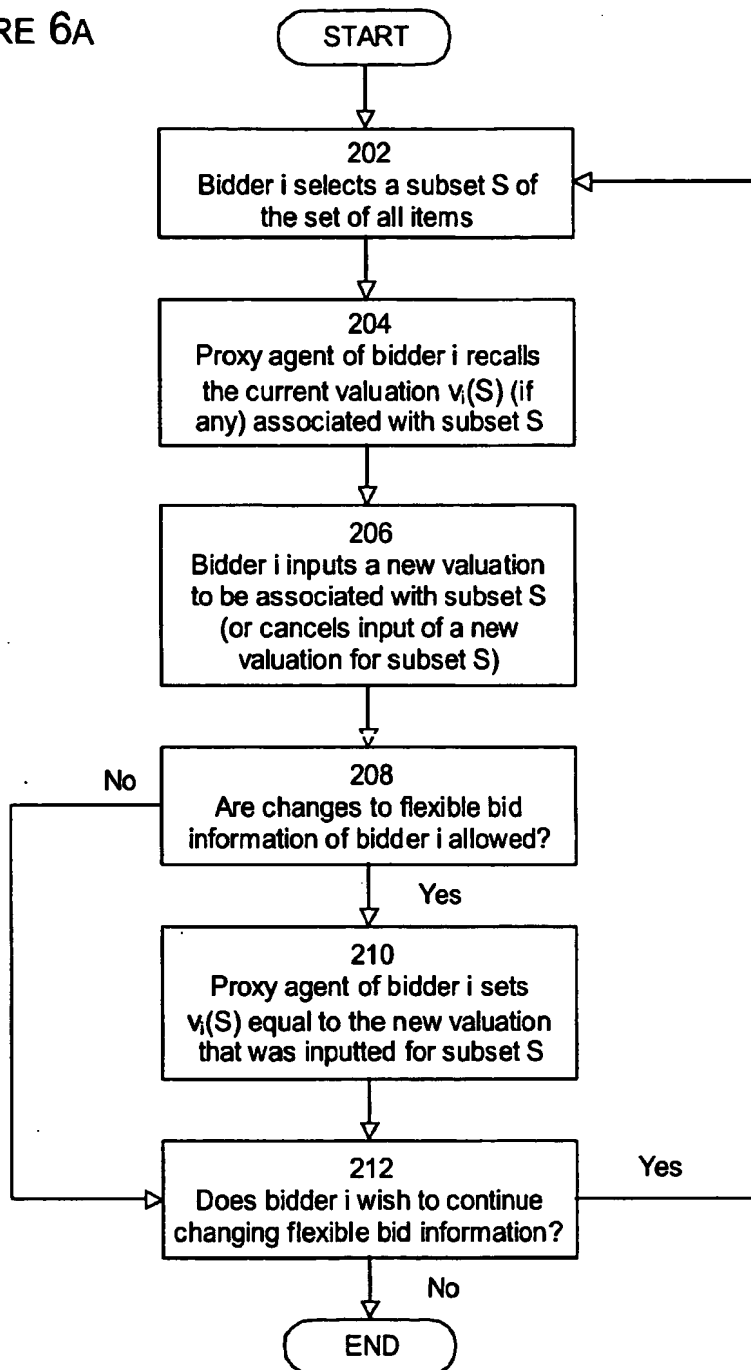 RE 6A
START
202
Bidder i selects a subset S of
the set of all items
204
Proxy agent of bidder i recalls
the current valuation vi(S) (if
any) associated with subset S
206
Bidder i inputs a new valuation
to be associated with subset S
(or cancels input of a new
valuation for subset S)
No
208
Are changes to flexible bid
information of bidder i allowed?
Yes
210
Proxy agent of bidder i sets
vi(S) equal to the new valuation
that was inputted for subset S
212
Does bidder i wish to continue
changing flexible bid information?
Yes
No
END